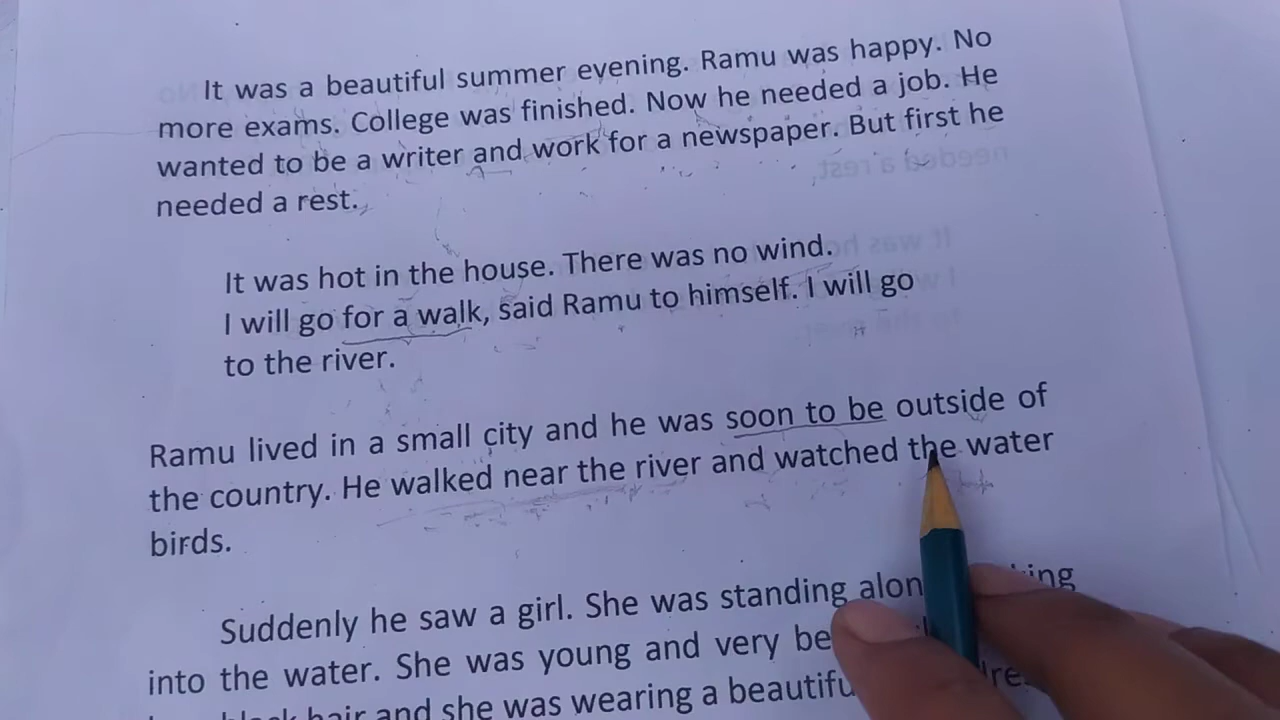 It was a beautiful summer evening. Ramu was happy. No
more exams. College was finished. Now he needed a job. He
wanted to be a writer and work for a newspaper. But first he
needed a rest.
It was hot in the house. There was no wind.
I will go for a walk, said Ramu to himself. I will go
to the river.
Ramu lived in a small city and he was soon to be outside of
the country. He walked near the river and watched the water
birds.
Suddenly he saw a girl. She was standing
into the water. She was young and very
hair and she was wearing a